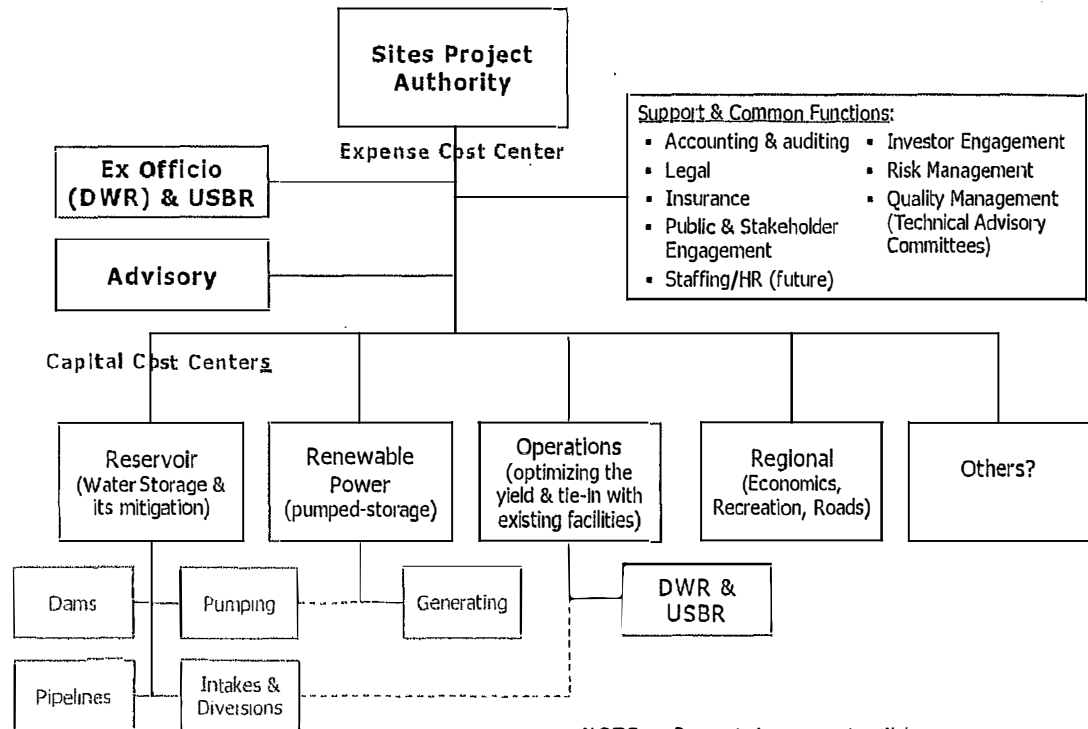 Sites Project
Authority
Expense Cost Center
Ex Officio
(DWR) & USBR
Advisory
Support & Common Functions:
▪ Accounting & auditing
▪ Legal
▪ Insurance
▪ Public & Stakeholder
Engagement
▪ Staffing/HR (future)
▪ Investor Engagement
▪ Risk Management
▪ Quality Management
(Technical Advisory
Committees)
Capital Cost Centers
Reservoir
(Water Storage &
its mitigation)
Renewable
Power
(pumped-storage)
Operations
(optimizing the
yield & tie-in with
existing facilities)
Regional
(Economics,
Recreation, Roads)
Others?
Dams
Pumping
Generating
DWR &
USBR
Pipelines
Intakes &
Diversions